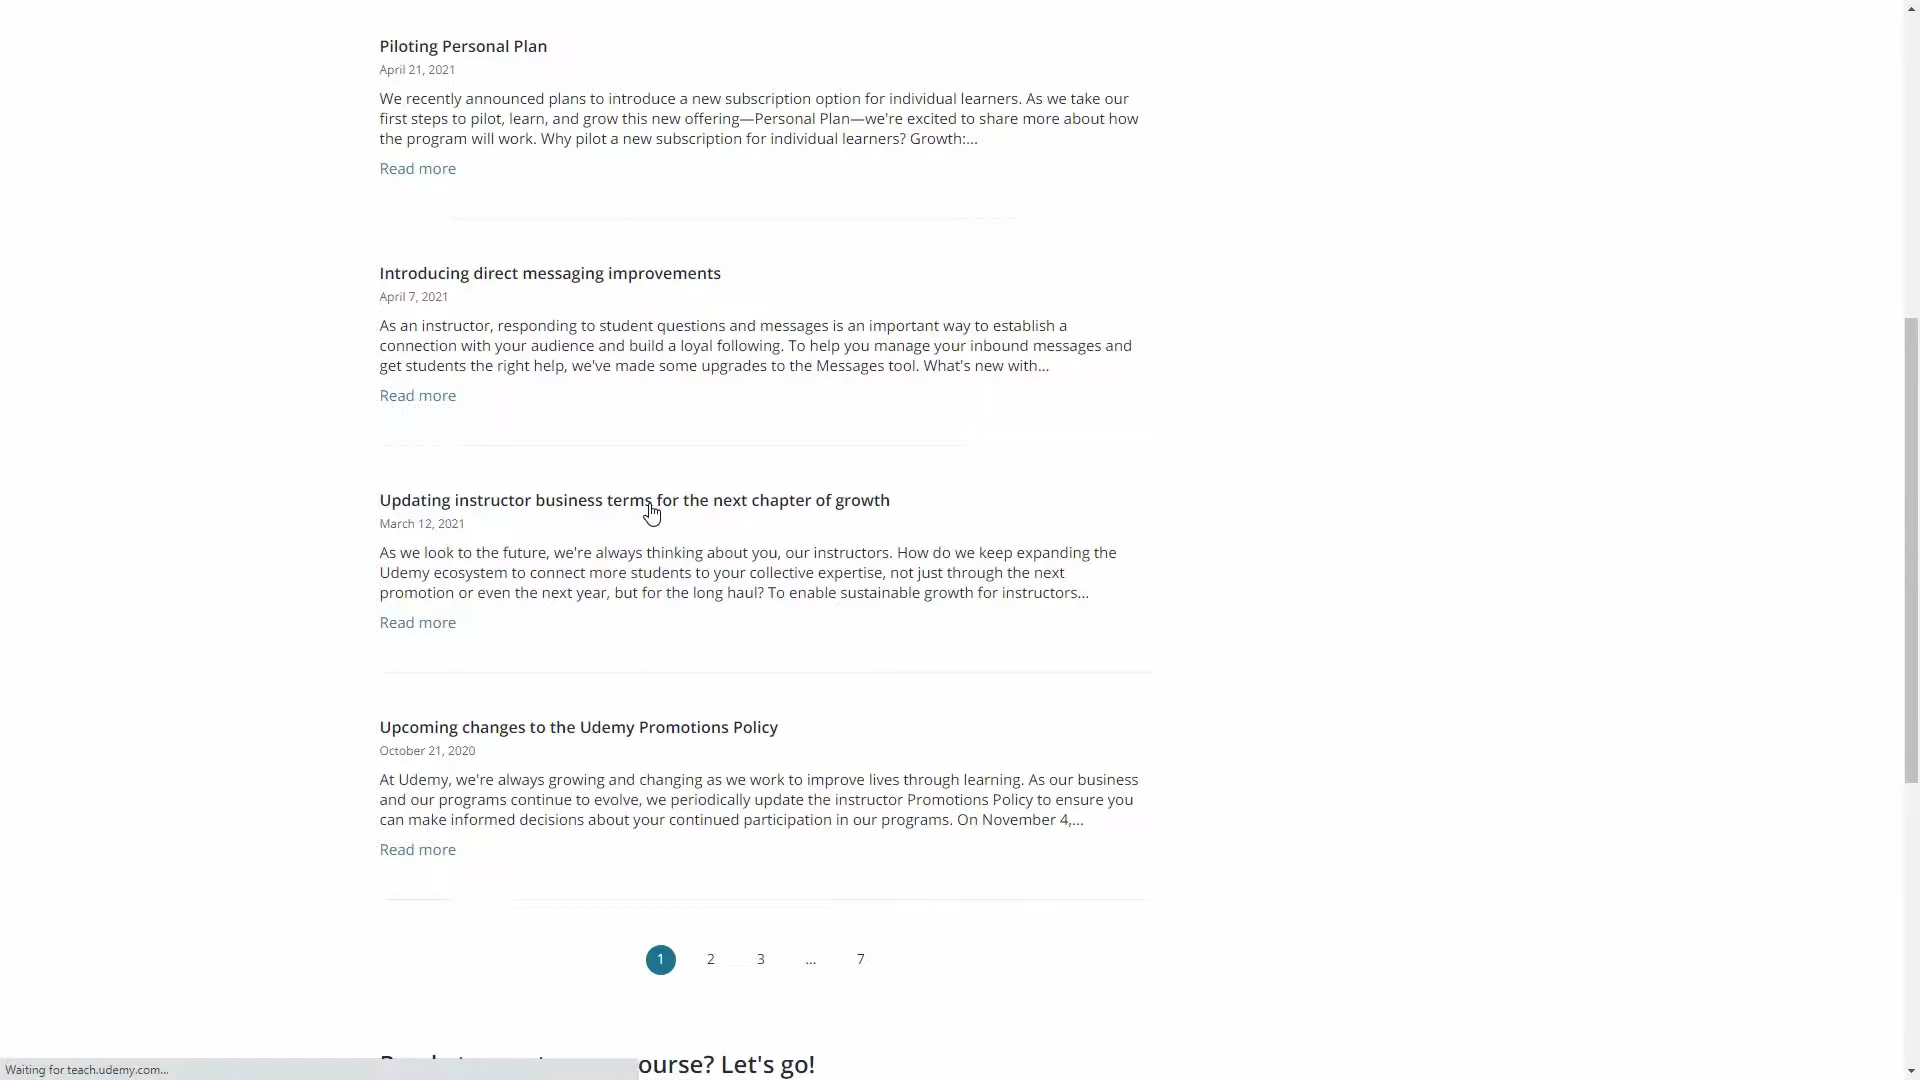 Piloting Personal Plan
April 21, 2021
We recently announced plans to introduce a new subscription option for individual learners. As we take our
first steps to pilot, learn, and grow this new offering—Personal Plan—we're excited to share more about how
the program will work. Why pilot a new subscription for individual learners? Growth:...
Read more
Introducing direct messaging improvements
April 7, 2021
As an instructor, responding to student questions and messages is an important way to establish a
connection with your audience and build a loyal following. To help you manage your inbound messages and
get students the right help, we've made some upgrades to the Messages tool. What's new with...
Read more
Updating instructor business terms for the next chapter of growth
March 12, 2021
As we look to the future, we're always thinking about you, our instructors. How do we keep expanding the
Udemy ecosystem to connect more students to your collective expertise, not just through the next
promotion or even the next year, but for the long haul? To enable sustainable growth for instructors...
Read more
Upcoming changes to the Udemy Promotions Policy
October 21, 2020
At Udemy, we're always growing and changing as we work to improve lives through learning. As our business
and our programs continue to evolve, we periodically update the instructor Promotions Policy to ensure you
can make informed decisions about your continued participation in our programs. On November 4,...
Read more
1 2 3 ... 7
ourse? Let's go!
Waiting for teach.udemy.com...